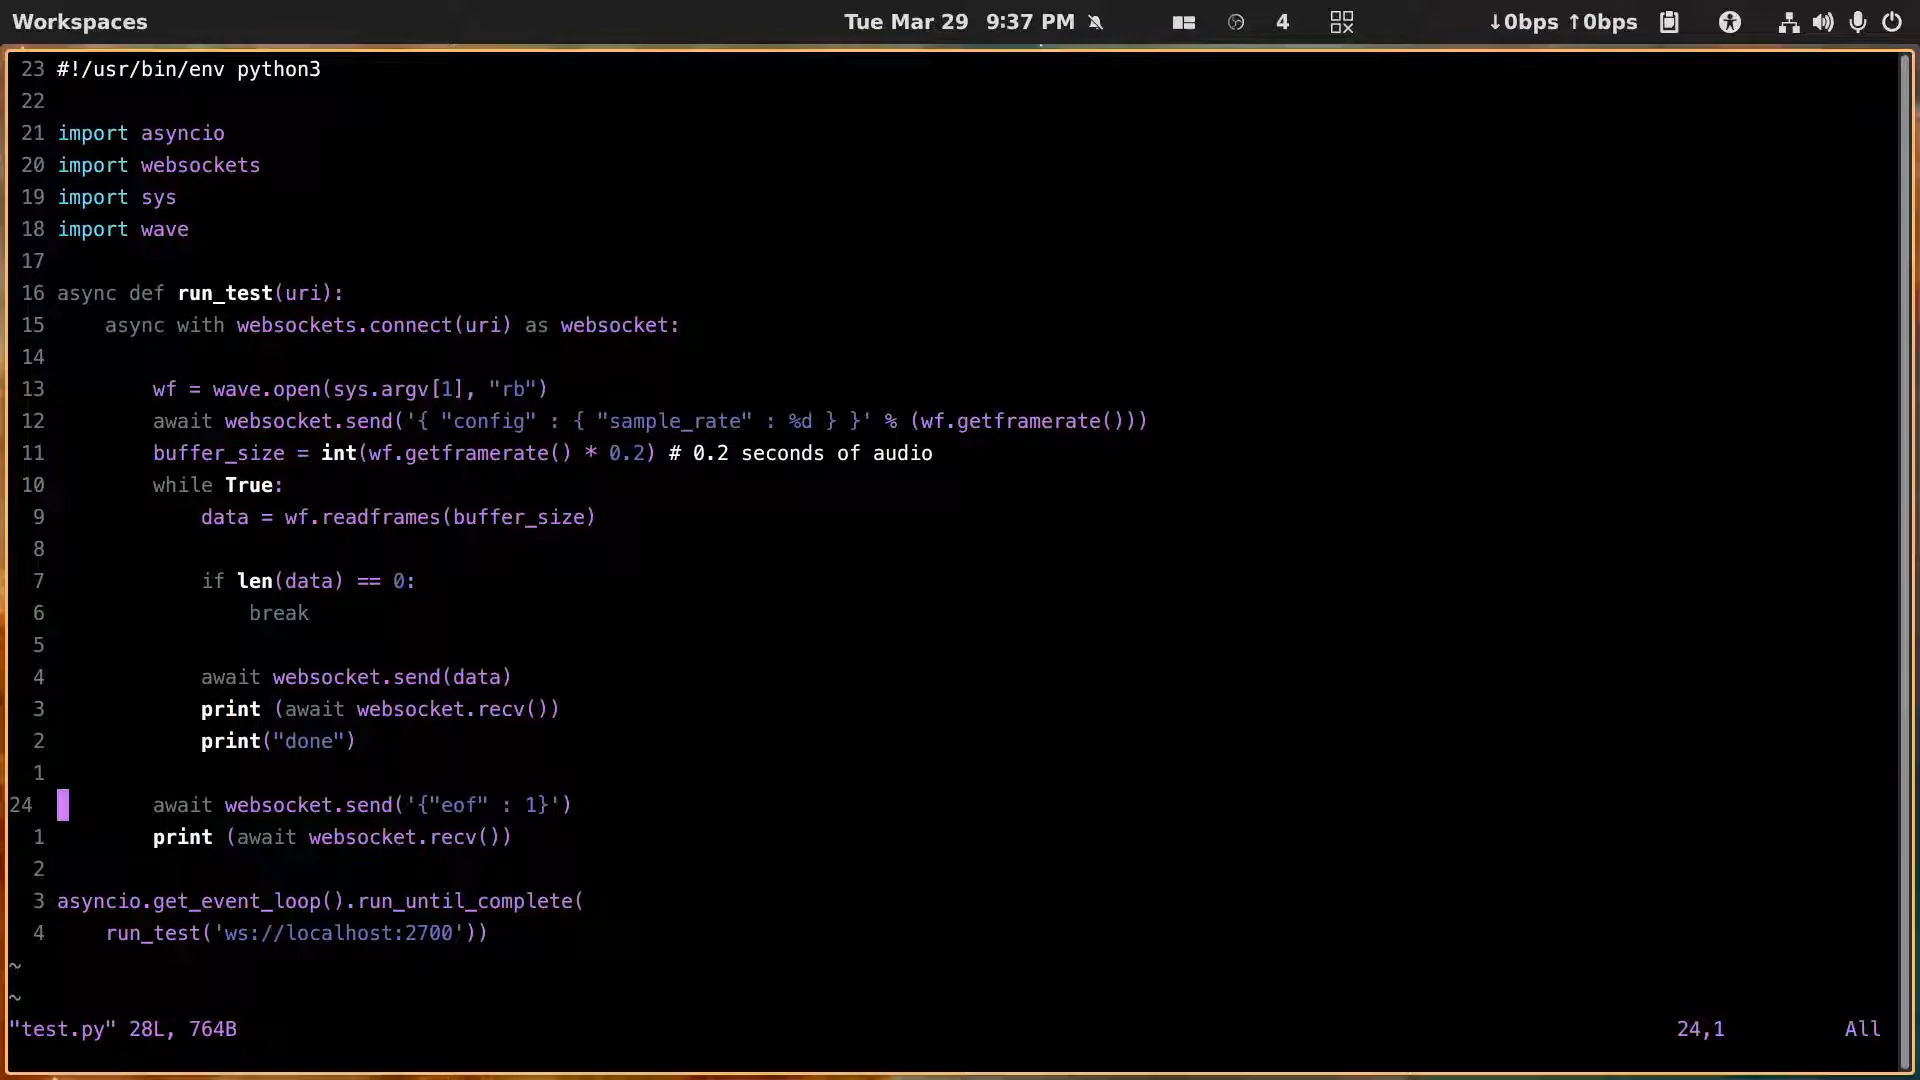 Workspaces Tue Mar 29 9:37 PM 4 ↓0bps ↑0bps
23 #!/usr/bin/env python3
22
21 import asyncio
20 import websockets
19 import sys
18 import wave
17
16 async def run_test(uri):
15     async with websockets.connect(uri) as websocket:
14
13         wf = wave.open(sys.argv[1], "rb")
12         await websocket.send('{ "config" : { "sample_rate" : %d } }' % (wf.getframerate()))
11         buffer_size = int(wf.getframerate() * 0.2) # 0.2 seconds of audio
10         while True:
9             data = wf.readframes(buffer_size)
8
7             if len(data) == 0:
6                 break
5
4             await websocket.send(data)
3             print (await websocket.recv())
2             print("done")
1
24         await websocket.send('{"eof" : 1}')
1         print (await websocket.recv())
2
3 asyncio.get_event_loop().run_until_complete(
4     run_test('ws://localhost:2700'))
~
~
"test.py" 28L, 764B 24,1 All